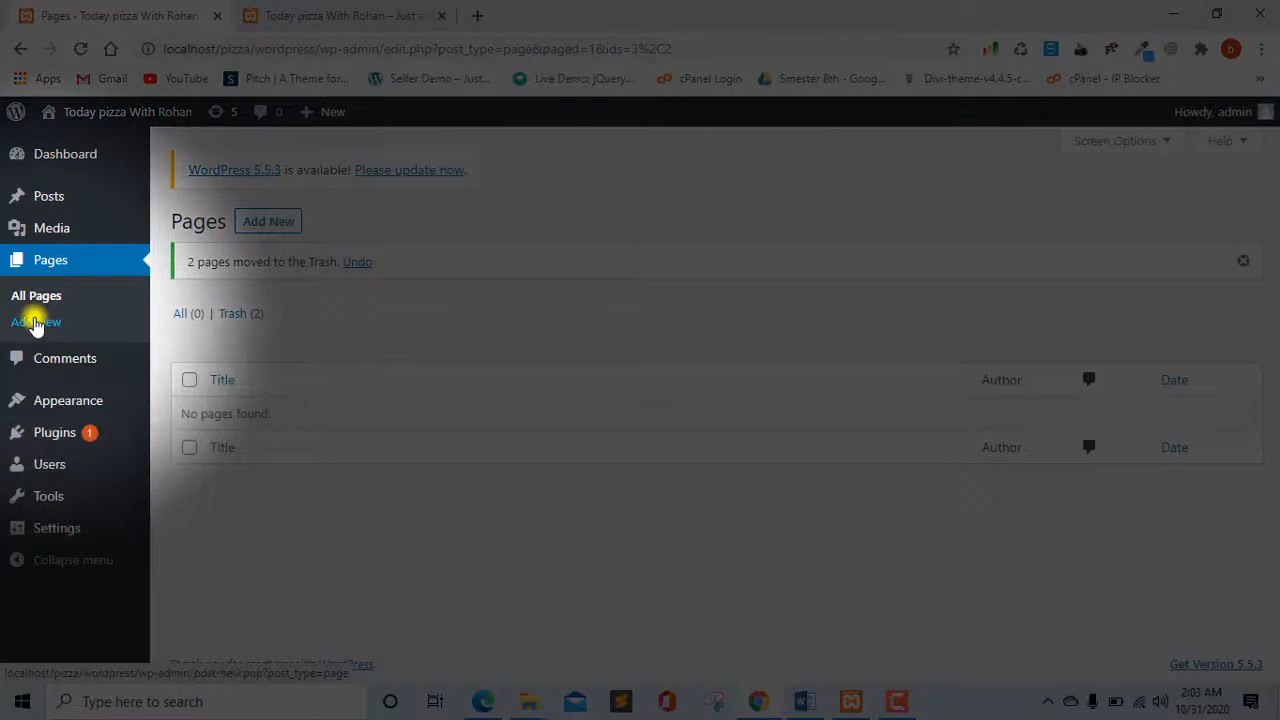 Pages - Today pizza With Rohan
Today pizza With Rohan – Just a
localhost/pizza/wordpress/wp-admin/edit.php?post_type=page&paged=1&ids=3%2C2
Apps
Gmail
YouTube
Pitch | A Theme for...
Seifer Demo – Just...
Live Demo: jQuery...
cPanel Login
Smester 8th - Goog...
Divi-theme-v4.4.5-c...
cPanel - IP Blocker
»
Today pizza With Rohan
5
0
New
Howdy, admin
Dashboard
Posts
Media
Pages
All Pages
Add New
Comments
Appearance
Plugins 1
Users
Tools
Settings
Collapse menu
Screen Options
Help
WordPress 5.5.3 is available! Please update now.
Pages Add New
2 pages moved to the Trash. Undo
All (0) | Trash (2)
Title Author Date
No pages found.
Title Author Date
WordPress.
Get Version 5.5.3
localhost/pizza/wordpress/wp-admin/post-new.php?post_type=page
Type here to search
2:03 AM
10/31/2020